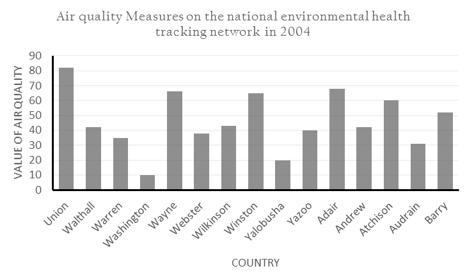 Air quality Measures on the national environmental health
tracking network in 2004
VALUE OF AIR QUALITY
90
80
70
60
50
40
30
20
10
0
Union
Walthall
Warren
Washington
Wayne
Webster
Wilkinson
Winston
Yalobusha
Yazoo
Adair
Andrew
Atchison
Audrain
Barry
COUNTRY